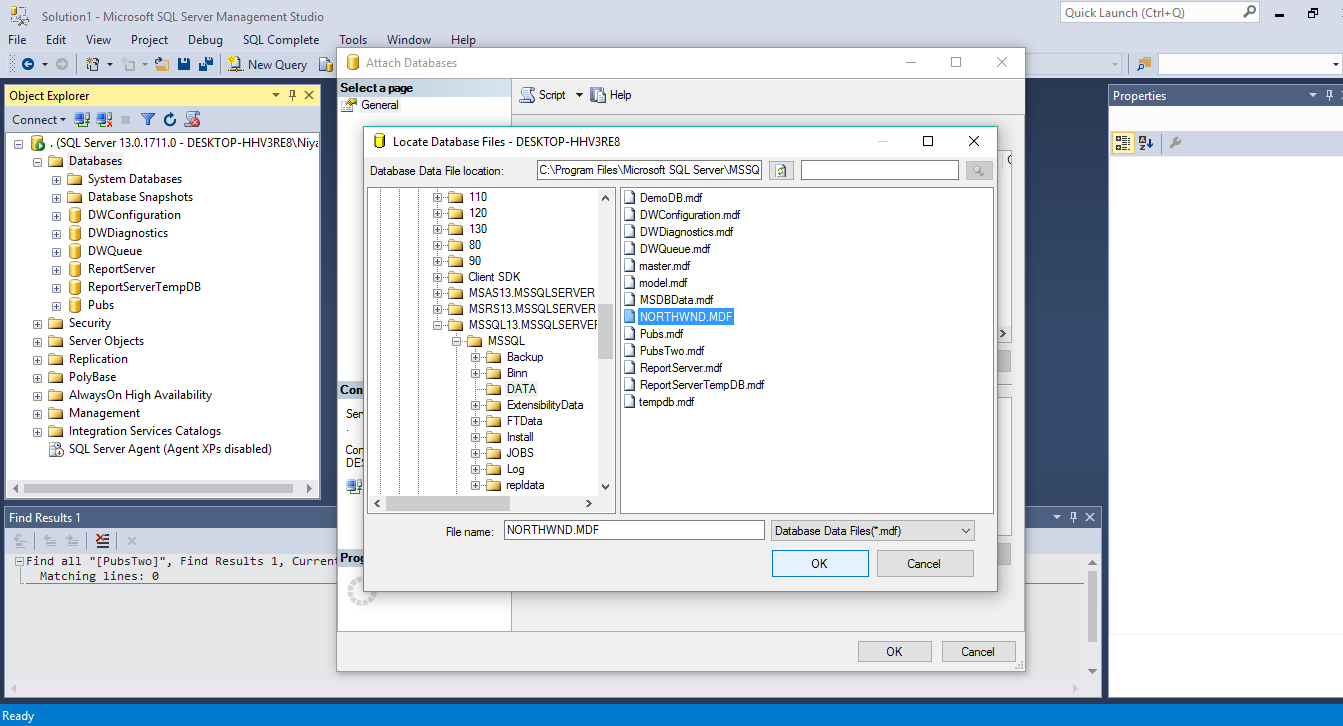 Solution1 - Microsoft SQL Server Management Studio
Quick Launch (Ctrl+Q)
File Edit View Project Debug SQL Complete Tools Window Help
New Query
Attach Databases
Select a page
General
Script Help
Object Explorer
Connect
. (SQL Server 13.0.1711.0 - DESKTOP-HHV3RE8\Niya
Databases
System Databases
Database Snapshots
DWConfiguration
DWDiagnostics
DWQueue
ReportServer
ReportServerTempDB
Pubs
Security
Server Objects
Replication
PolyBase
AlwaysOn High Availability
Management
Integration Services Catalogs
SQL Server Agent (Agent XPs disabled)
Locate Database Files - DESKTOP-HHV3RE8
Database Data File location: C:\Program Files\Microsoft SQL Server\MSSQ
110
120
130
80
90
Client SDK
MSAS13.MSSQLSERVER
MSRS13.MSSQLSERVER
MSSQL13.MSSQLSERVER
MSSQL
Backup
Binn
DATA
ExtensibilityData
FTData
Install
JOBS
Log
repldata
DemoDB.mdf
DWConfiguration.mdf
DWDiagnostics.mdf
DWQueue.mdf
master.mdf
model.mdf
MSDBData.mdf
NORTHWND.MDF
Pubs.mdf
PubsTwo.mdf
ReportServer.mdf
ReportServerTempDB.mdf
tempdb.mdf
File name: NORTHWND.MDF Database Data Files(*.mdf)
OK Cancel
Con
Ser
.
Con
DES
Prog
OK Cancel
Properties
Find Results 1
Find all "[PubsTwo]", Find Results 1, Current
Matching lines: 0
Ready